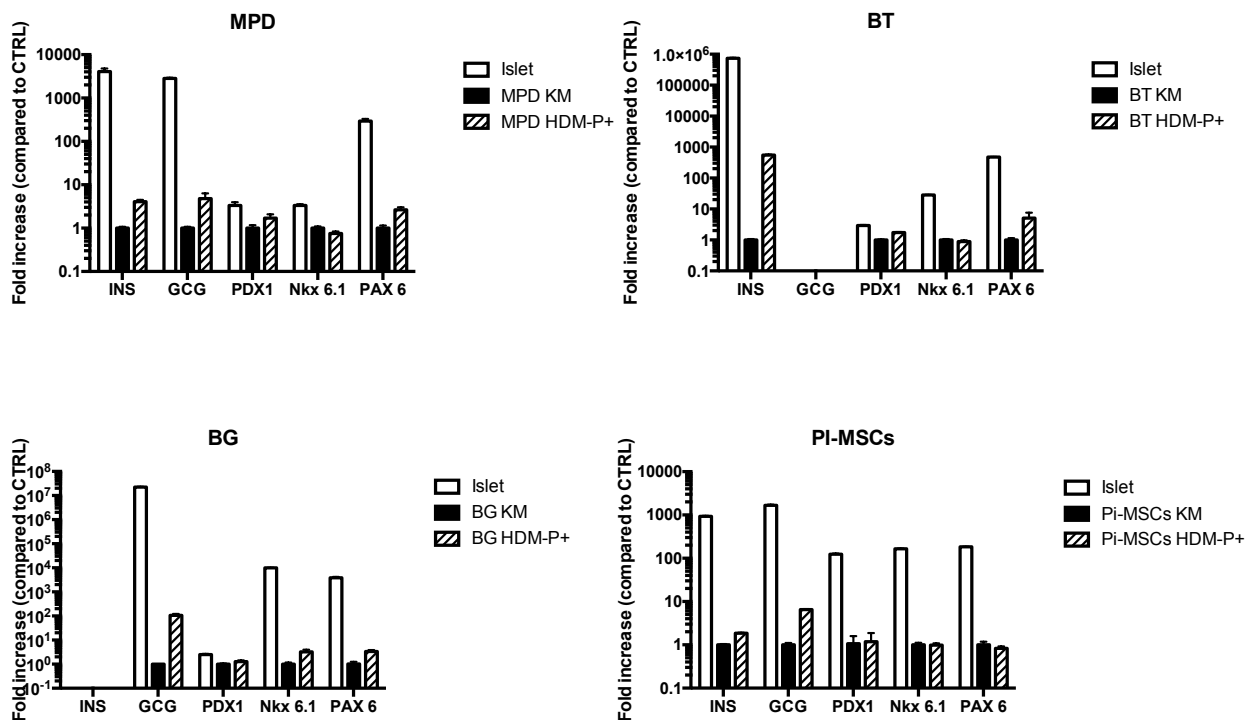 MPD
Fold increase (compared to CTRL)
10000
1000
100
10
1
0.1
INS GCG PDX1 Nkx 6.1 PAX 6
Islet
MPD KM
MPD HDM-P+
BT
Fold increase (compared to CTRL)
1.0×10⁶
100000
10000
1000
100
10
1
0.1
INS GCG PDX1 Nkx 6.1 PAX 6
Islet
BT KM
BT HDM-P+
BG
Fold increase (compared to CTRL)
10⁸
10⁷
10⁶
10⁵
10⁴
10³
10²
10¹
10⁰
10⁻¹
INS GCG PDX1 Nkx 6.1 PAX 6
Islet
BG KM
BG HDM-P+
PI-MSCs
Fold increase (compared to CTRL)
10000
1000
100
10
1
0.1
INS GCG PDX1 Nkx 6.1 PAX 6
Islet
Pi-MSCs KM
Pi-MSCs HDM-P+